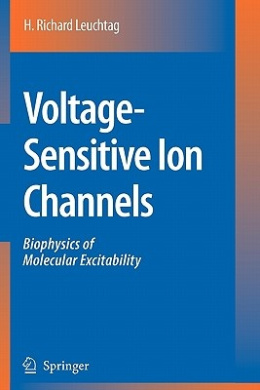 H. Richard Leuchtag
Voltage-
Sensitive Ion
Channels
Biophysics of
Molecular Excitability
Springer